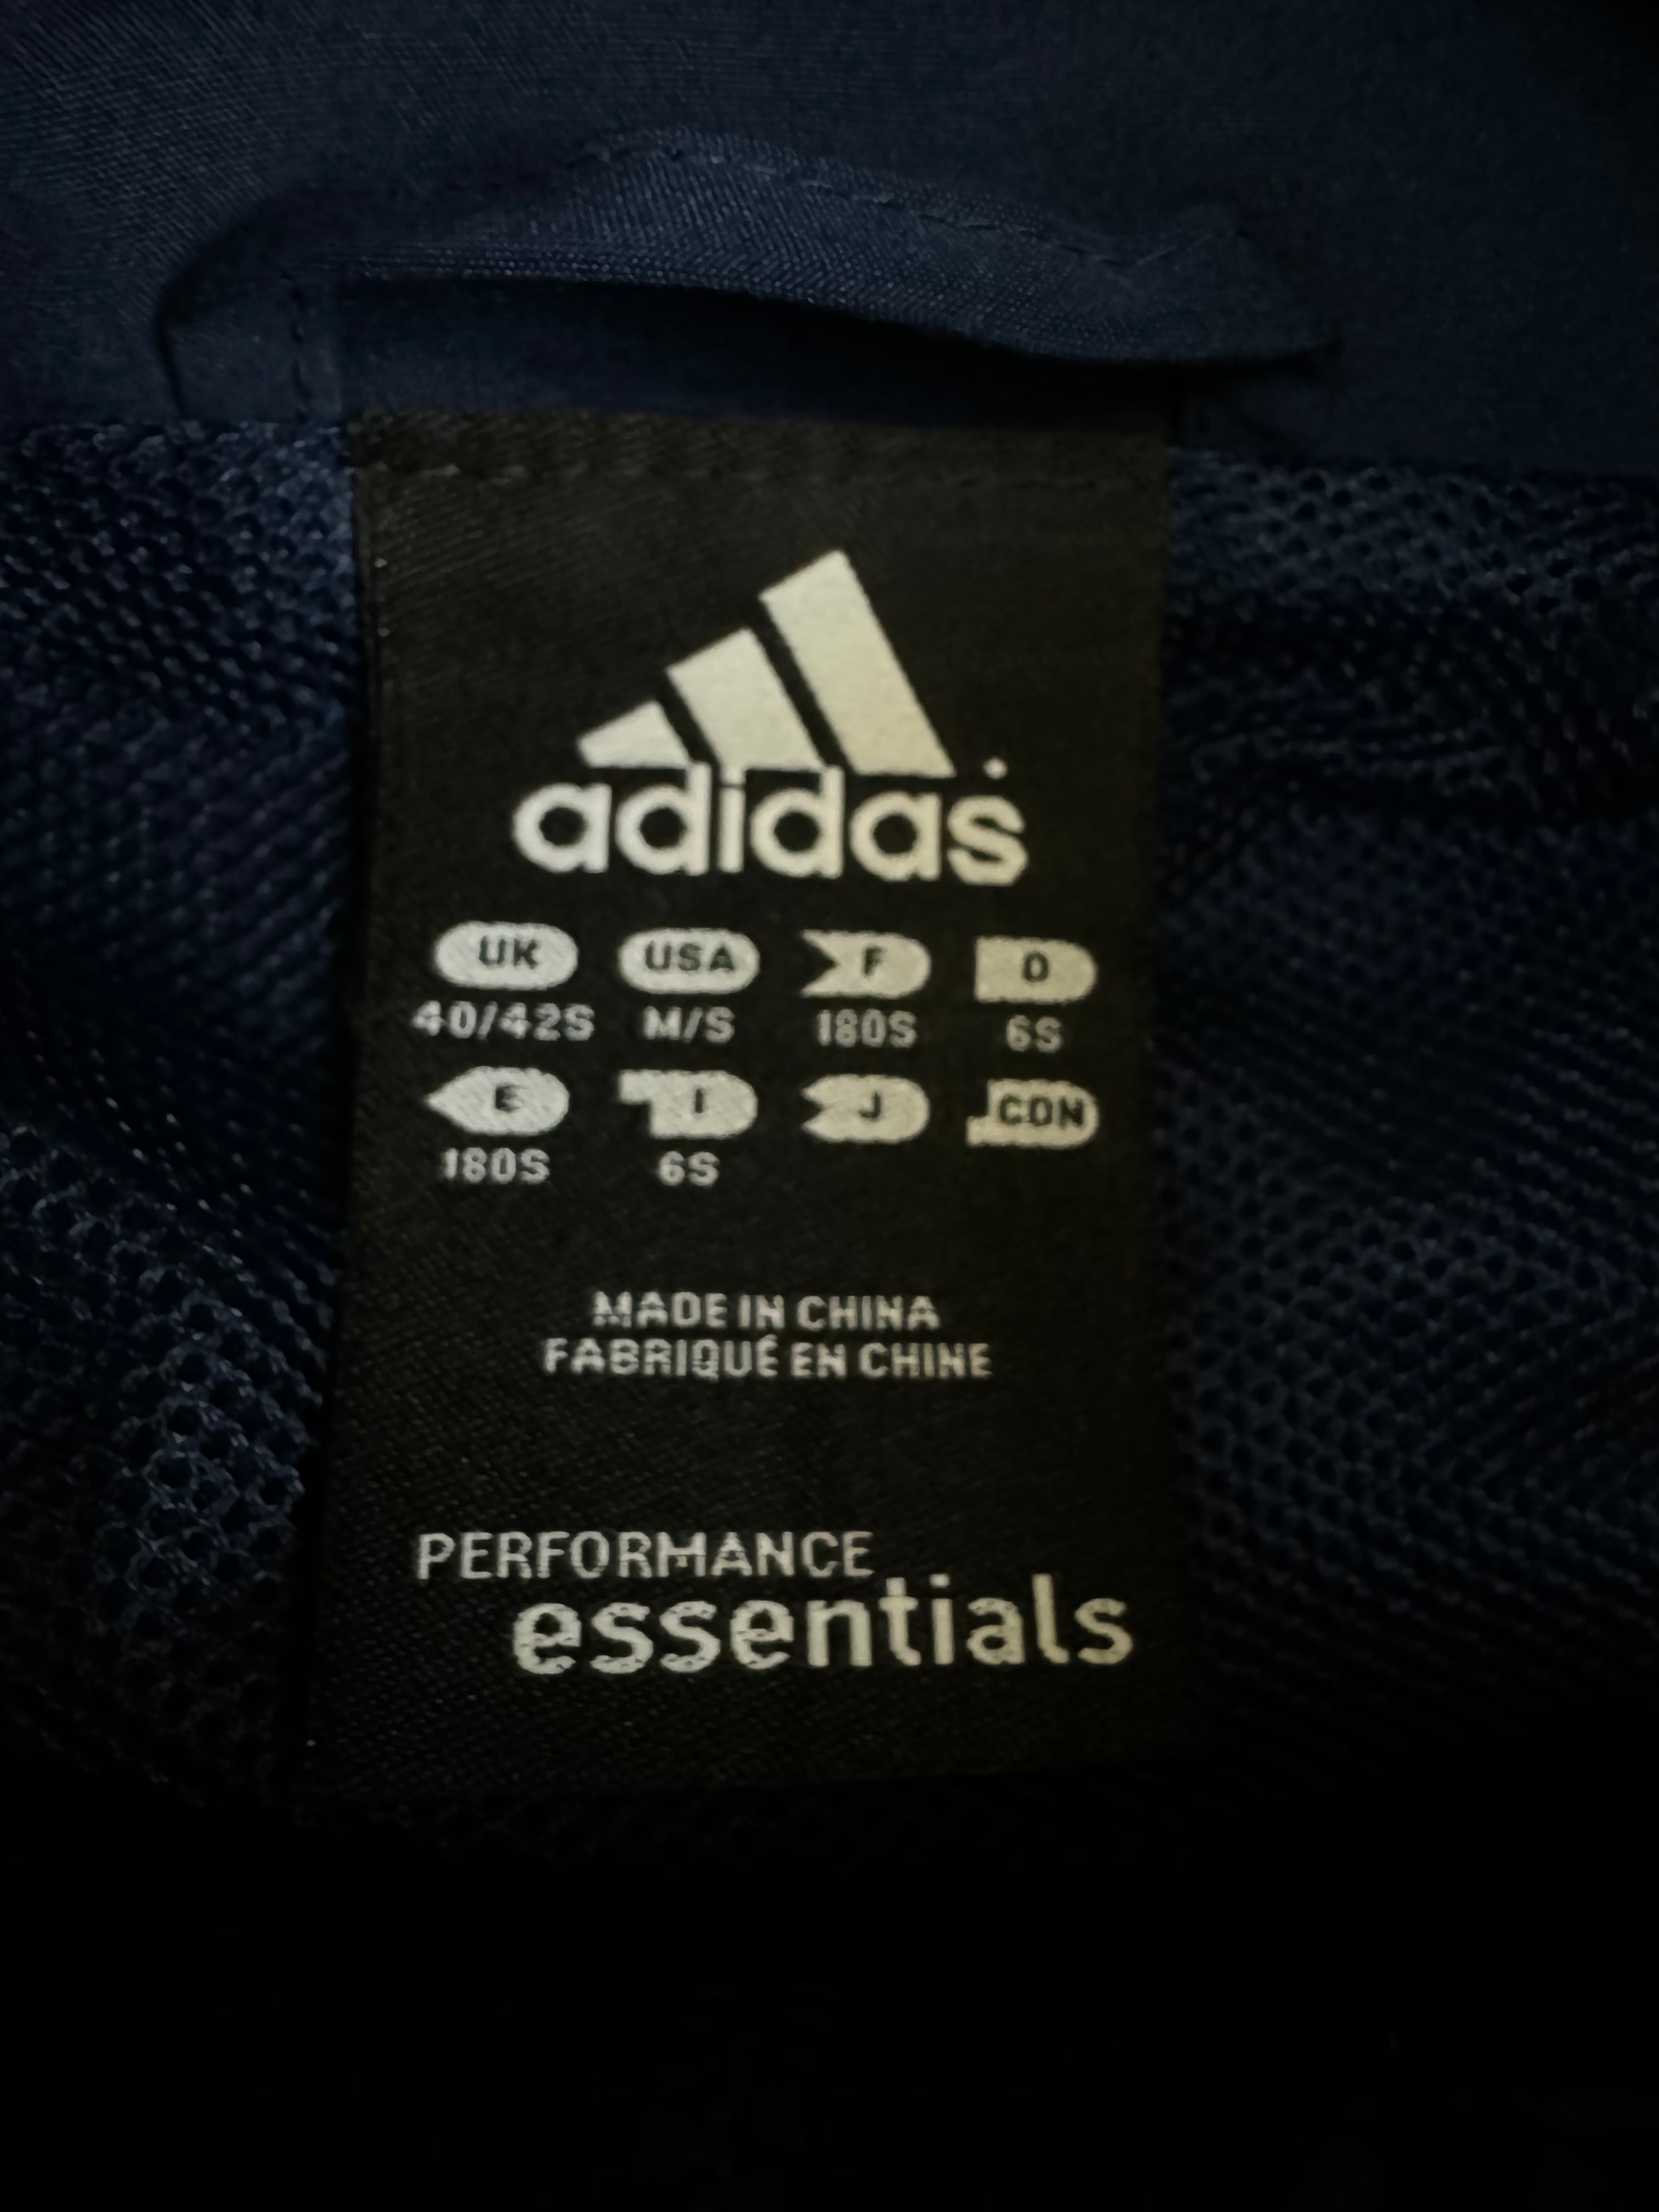 adidas
UK USA F D
40/42S M/S 180S 6S
E I J CDN
180S 6S
MADE IN CHINA
FABRIQUÉ EN CHINE
PERFORMANCE
essentials